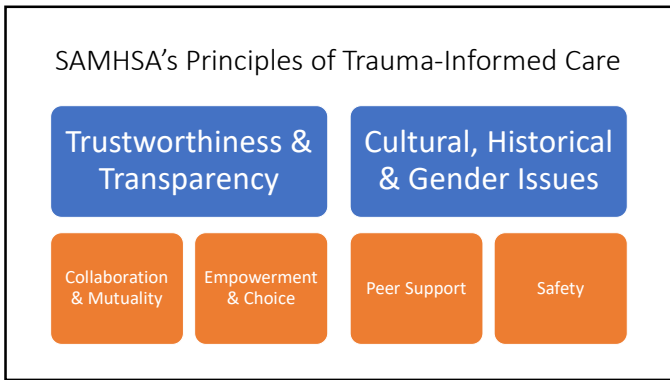 SAMHSA's Principles of Trauma-Informed Care
Trustworthiness &
Transparency
Cultural, Historical
& Gender Issues
Collaboration
& Mutuality
Empowerment
& Choice
Peer Support
Safety